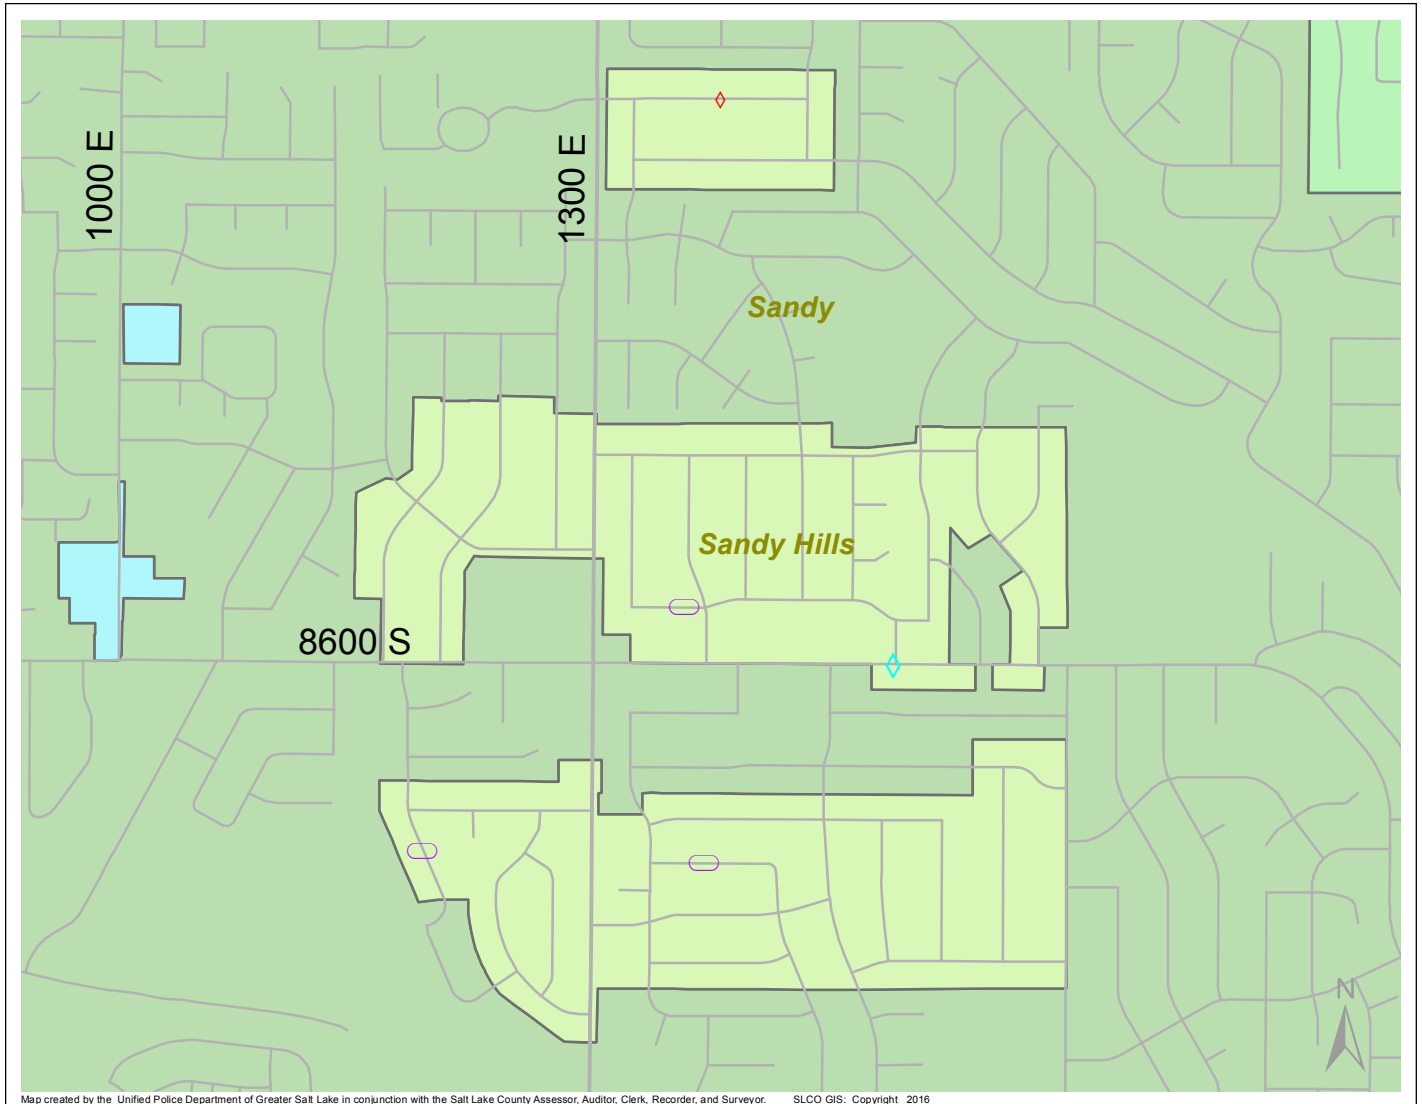 1000 E
1300 E
Sandy
Sandy Hills
8600 S
N
Map created by the Unified Police Department of Greater Salt Lake in conjunction with the Salt Lake County Assessor, Auditor, Clerk, Recorder, and Surveyor. SLCO GIS: Copyright 2016